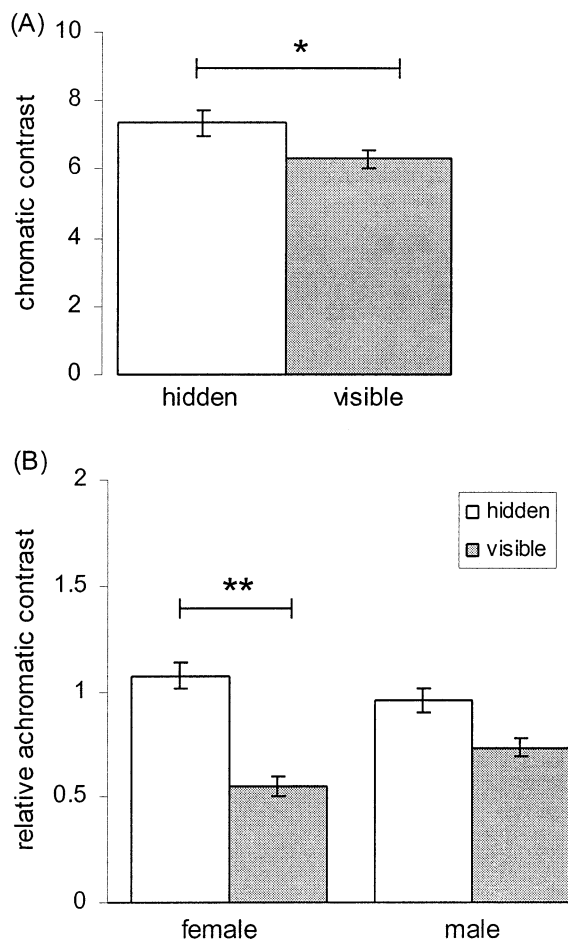 (A)
10
*
8
6
4
2
0
chromatic contrast
hidden visible
(B)
2
hidden
visible
1.5
**
1
0.5
0
relative achromatic contrast
female male